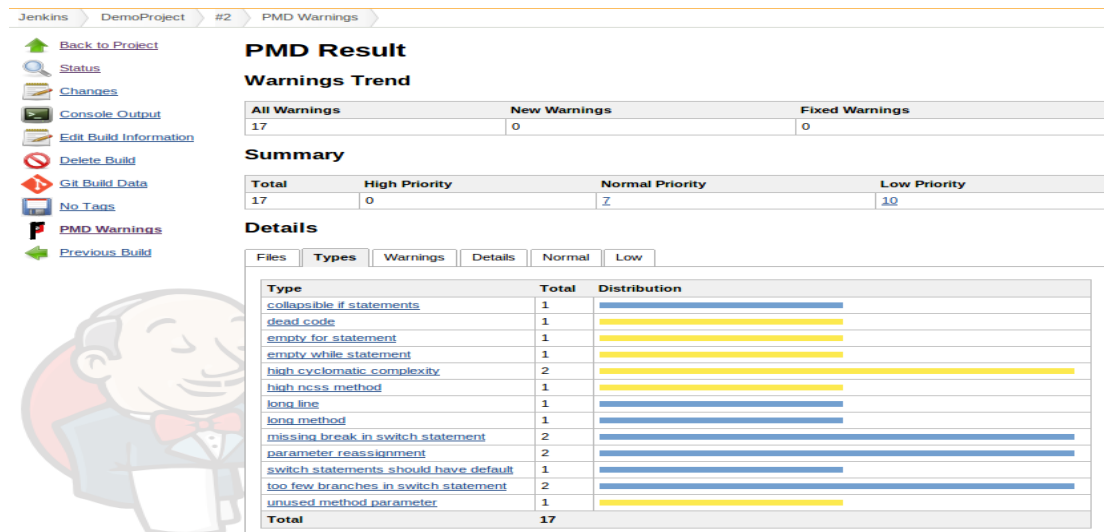 Jenkins DemoProject #2 PMD Warnings
Back to Project
Status
Changes
Console Output
Edit Build Information
Delete Build
Git Build Data
No Tags
PMD Warnings
Previous Build
PMD Result
Warnings Trend
All Warnings New Warnings Fixed Warnings
17 0 0
Summary
Total High Priority Normal Priority Low Priority
17 0 7 10
Details
Files Types Warnings Details Normal Low
Type Total Distribution
collapsible if statements 1
dead code 1
empty for statement 1
empty while statement 1
high cyclomatic complexity 2
high ncss method 1
long line 1
long method 1
missing break in switch statement 2
parameter reassignment 2
switch statements should have default 1
too few branches in switch statement 2
unused method parameter 1
Total 17